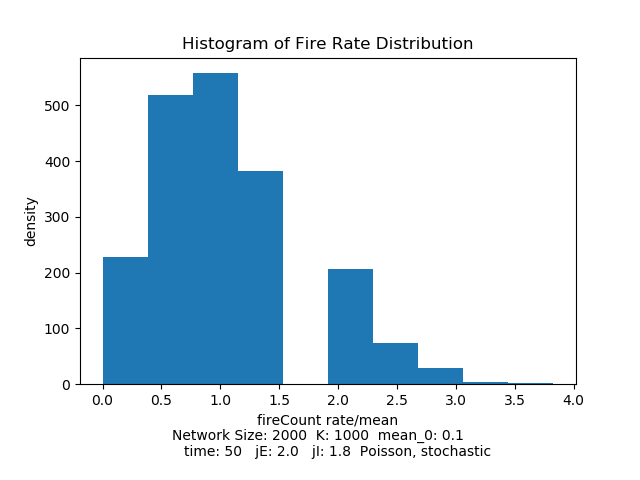 Histogram of Fire Rate Distribution
500
400
300
200
100
0
density
0.0 0.5 1.0 1.5 2.0 2.5 3.0 3.5 4.0
fireCount rate/mean
Network Size: 2000 K: 1000 mean_0: 0.1
time: 50 jE: 2.0 jI: 1.8 Poisson, stochastic